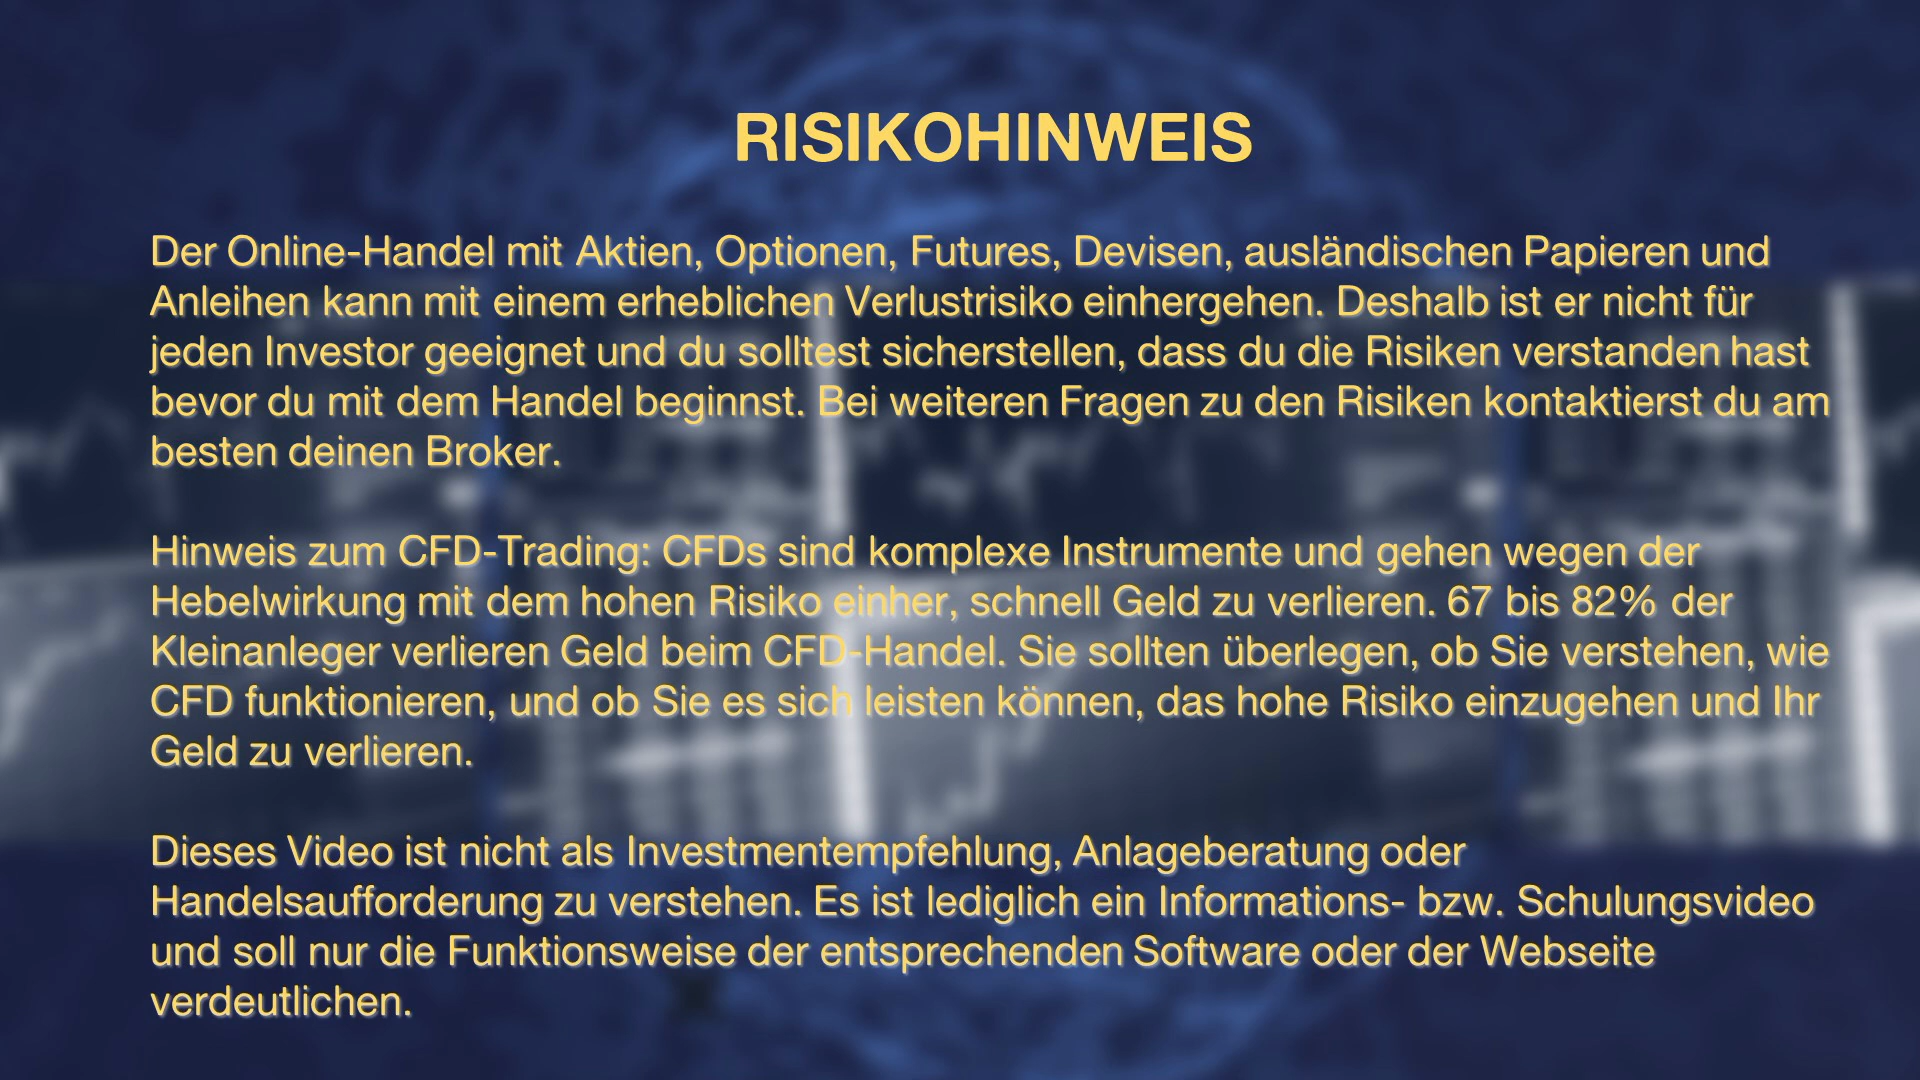 RISIKOHINWEIS
Der Online-Handel mit Aktien, Optionen, Futures, Devisen, ausländischen Papieren und
Anleihen kann mit einem erheblichen Verlustrisiko einhergehen. Deshalb ist er nicht für
jeden Investor geeignet und du solltest sicherstellen, dass du die Risiken verstanden hast
bevor du mit dem Handel beginnst. Bei weiteren Fragen zu den Risiken kontaktierst du am
besten deinen Broker.
Hinweis zum CFD-Trading: CFDs sind komplexe Instrumente und gehen wegen der
Hebelwirkung mit dem hohen Risiko einher, schnell Geld zu verlieren. 67 bis 82% der
Kleinanleger verlieren Geld beim CFD-Handel. Sie sollten überlegen, ob Sie verstehen, wie
CFD funktionieren, und ob Sie es sich leisten können, das hohe Risiko einzugehen und Ihr
Geld zu verlieren.
Dieses Video ist nicht als Investmentempfehlung, Anlageberatung oder
Handelsaufforderung zu verstehen. Es ist lediglich ein Informations- bzw. Schulungsvideo
und soll nur die Funktionsweise der entsprechenden Software oder der Webseite
verdeutlichen.